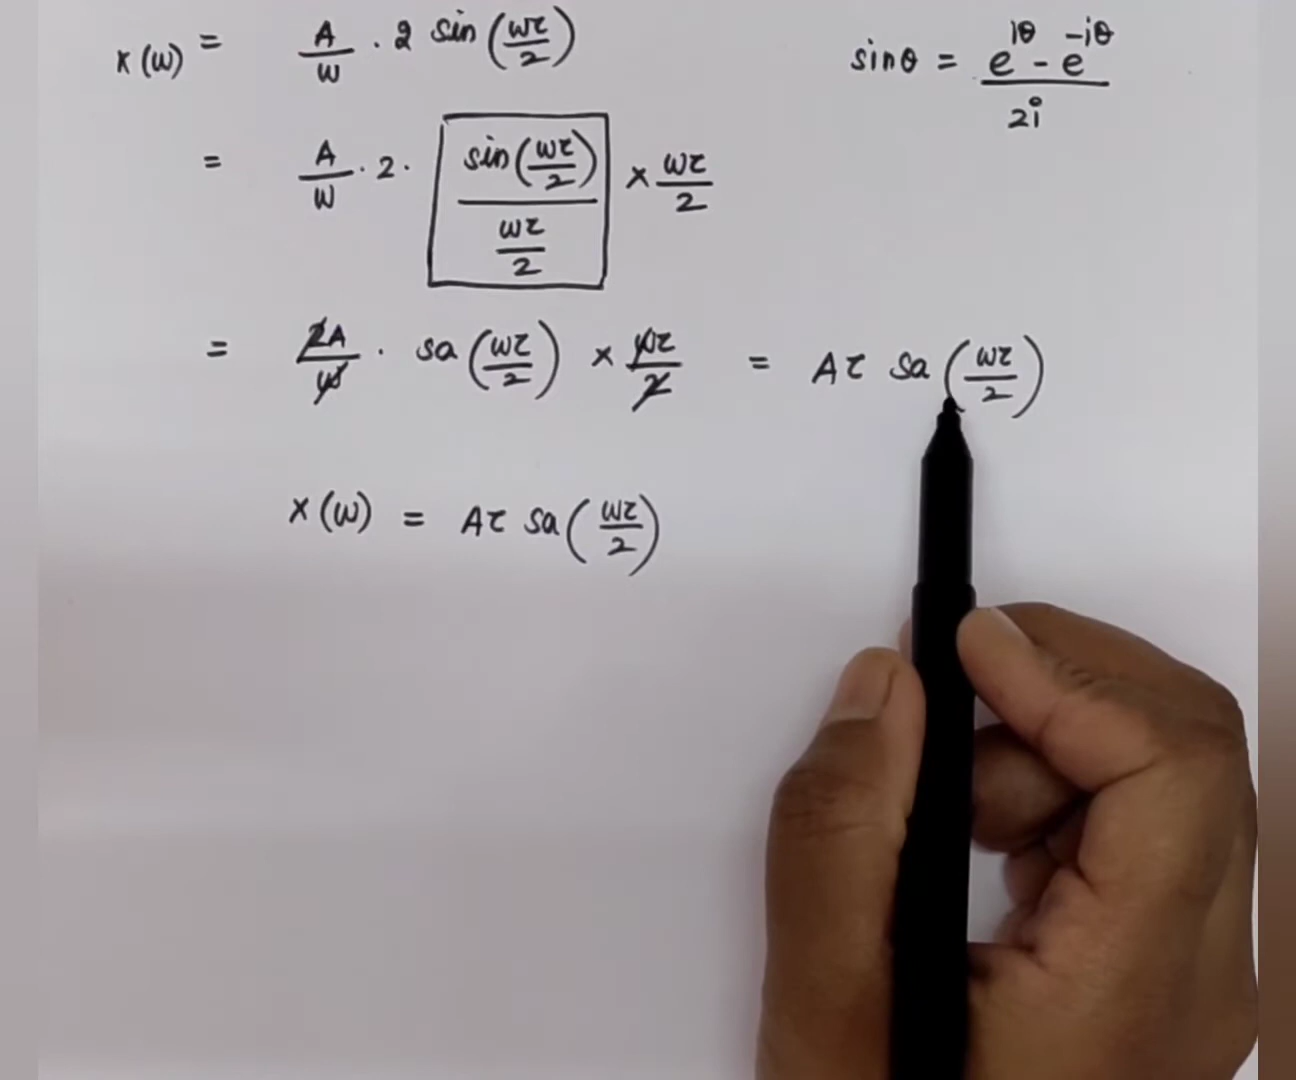 x(ω) = A/ω . 2 sin(ωτ/2)
sinθ = (e^iθ - e^-iθ)/2i
= A/ω . 2 . sin(ωτ/2)/(ωτ/2) × ωτ/2
= 2A/ω . sa(ωτ/2) × ωτ/2 = Aτ sa(ωτ/2)
x(ω) = Aτ sa(ωτ/2)